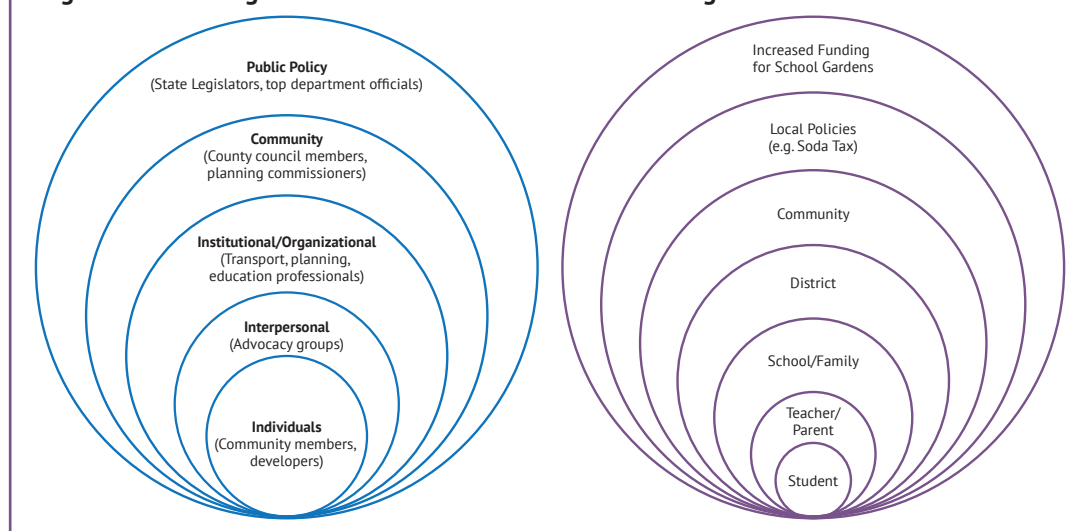 Public Policy
(State Legislators, top department officials)
Community
(County council members,
planning commissioners)
Institutional/Organizational
(Transport, planning,
education professionals)
Interpersonal
(Advocacy groups)
Individuals
(Community members,
developers)
Increased Funding
for School Gardens
Local Policies
(e.g. Soda Tax)
Community
District
School/Family
Teacher/
Parent
Student